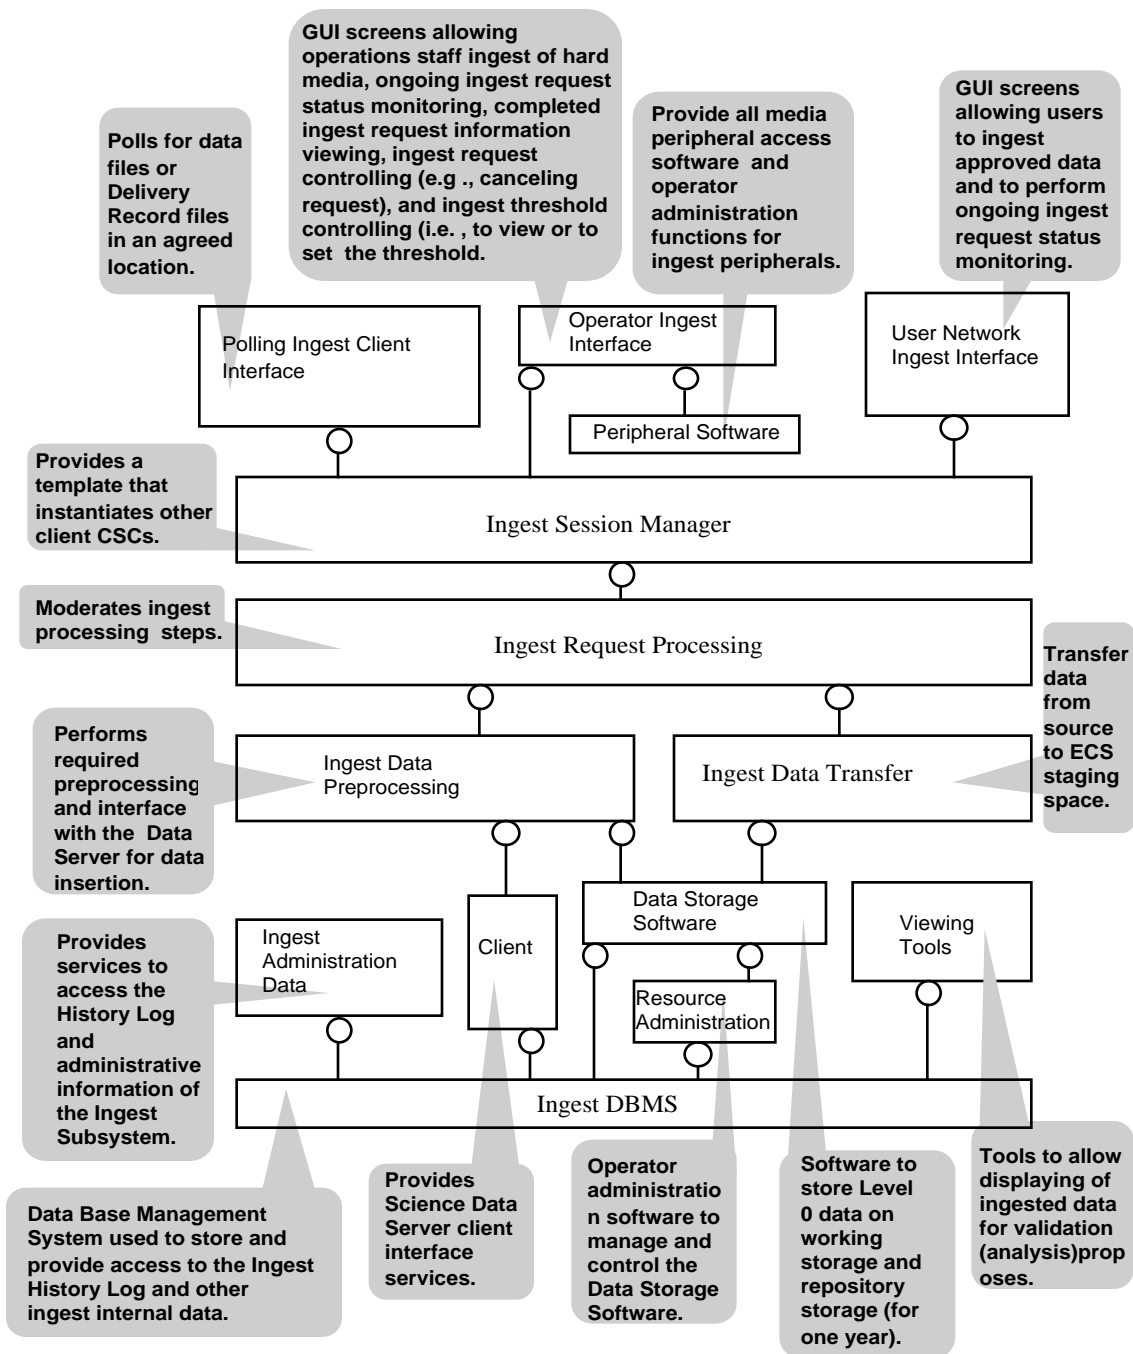 GUI screens allowing
operations staff ingest of hard
media, ongoing ingest request
status monitoring, completed
ingest request information
viewing, ingest request
controlling (e.g ., canceling
request), and ingest threshold
controlling (i.e. , to view or to
set the threshold.
Polls for data
files or
Delivery
Record files
in an agreed
location.
Provide all media
peripheral access
software and
operator
administration
functions for
ingest peripherals.
GUI screens
allowing users
to ingest
approved data
and to perform
ongoing ingest
request status
monitoring.
Polling Ingest Client
Interface
Operator Ingest
Interface
User Network
Ingest Interface
Peripheral Software
Provides a
template that
instantiates other
client CSCs.
Ingest Session Manager
Moderates ingest
processing steps.
Ingest Request Processing
Transfer
data
from
source
to ECS
staging
space.
Performs
required
preprocessing
and interface
with the Data
Server for data
insertion.
Ingest Data
Preprocessing
Ingest Data Transfer
Provides
services to
access the
History Log
and
administrative
information of
the Ingest
Subsystem.
Ingest
Administration
Data
Client
Data Storage
Software
Viewing
Tools
Resource
Administration
Ingest DBMS
Data Base Management
System used to store and
provide access to the Ingest
History Log and other
ingest internal data.
Provides
Science Data
Server client
interface
services.
Operator
administratio
n software to
manage and
control the
Data Storage
Software.
Software to
store Level
0 data on
working
storage and
repository
storage (for
one year).
Tools to allow
displaying of
ingested data
for validation
(analysis)prop
oses.